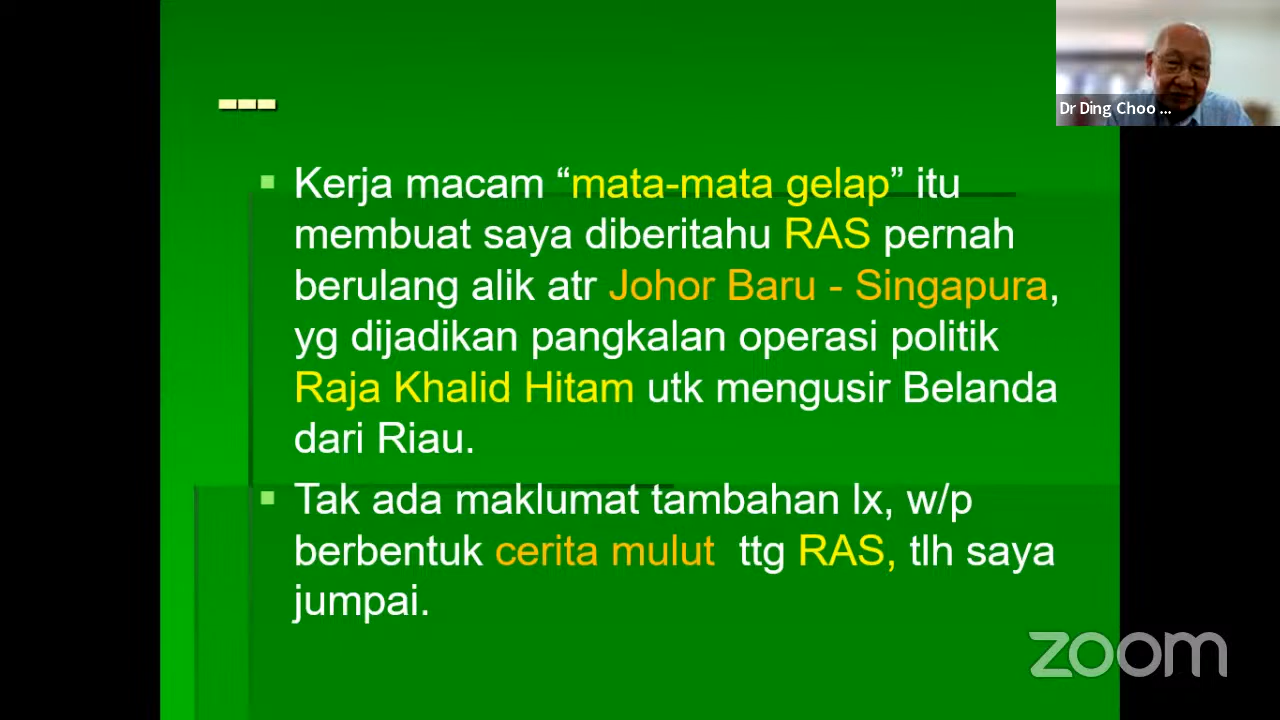 ---
Dr Ding Choo ...
Kerja macam “mata-mata gelap” itu
membuat saya diberitahu RAS pernah
berulang alik atr Johor Baru - Singapura,
yg dijadikan pangkalan operasi politik
Raja Khalid Hitam utk mengusir Belanda
dari Riau.
Tak ada maklumat tambahan lx, w/p
berbentuk cerita mulut ttg RAS, tlh saya
jumpai.
zoom